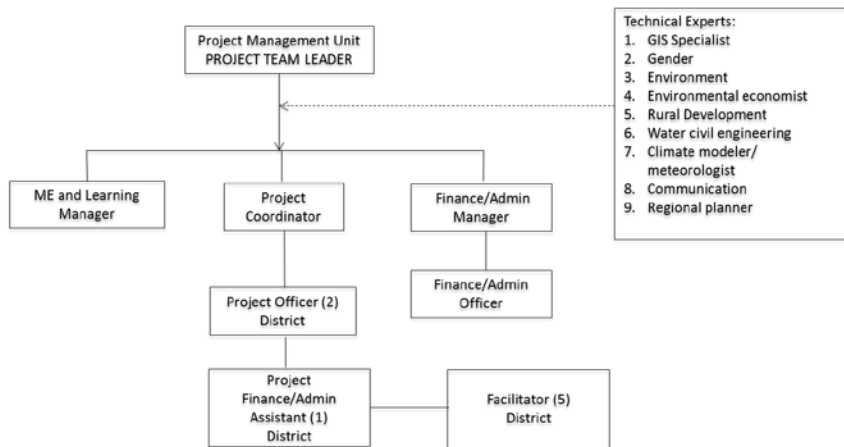 Project Management Unit
PROJECT TEAM LEADER
Technical Experts:
1. GIS Specialist
2. Gender
3. Environment
4. Environmental economist
5. Rural Development
6. Water civil engineering
7. Climate modeler/
meteorologist
8. Communication
9. Regional planner
ME and Learning
Manager
Project
Coordinator
Finance/Admin
Manager
Project Officer (2)
District
Finance/Admin
Officer
Project
Finance/Admin
Assistant (1)
District
Facilitator (5)
District